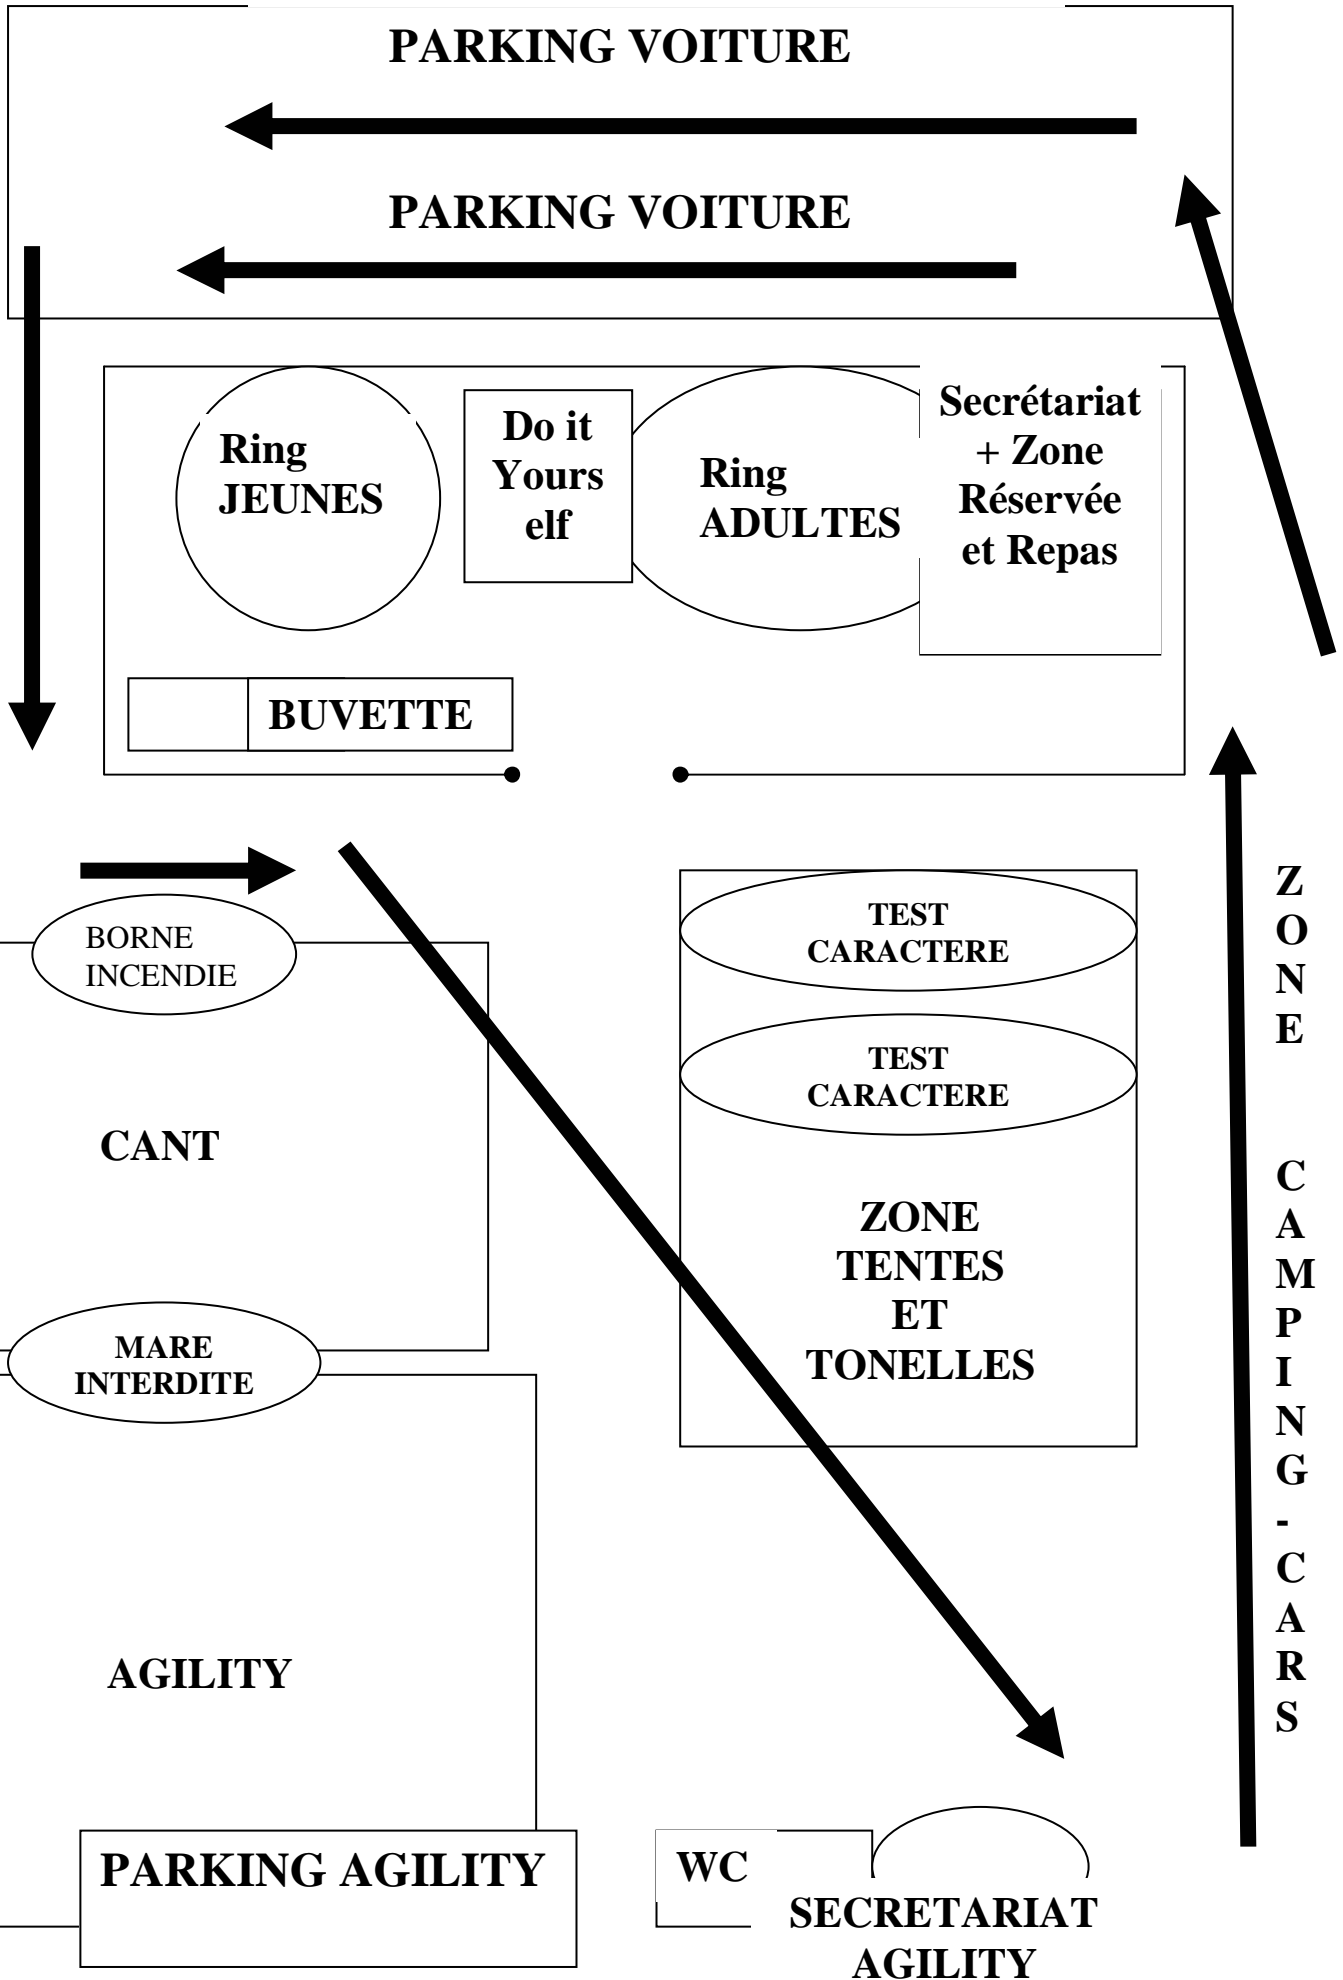 PARKING VOITURE
PARKING VOITURE
Ring
JEUNES
Do it
Yours
elf
Ring
ADULTES
Secrétariat
+ Zone
Réservée
et Repas
BUVETTE
BORNE
INCENDIE
TEST
CARACTERE
TEST
CARACTERE
CANT
ZONE
TENTES
ET
TONELLES
MARE
INTERDITE
AGILITY
PARKING AGILITY
WC
SECRETARIAT
AGILITY
Z
O
N
E
C
A
M
P
I
N
G
-
C
A
R
S